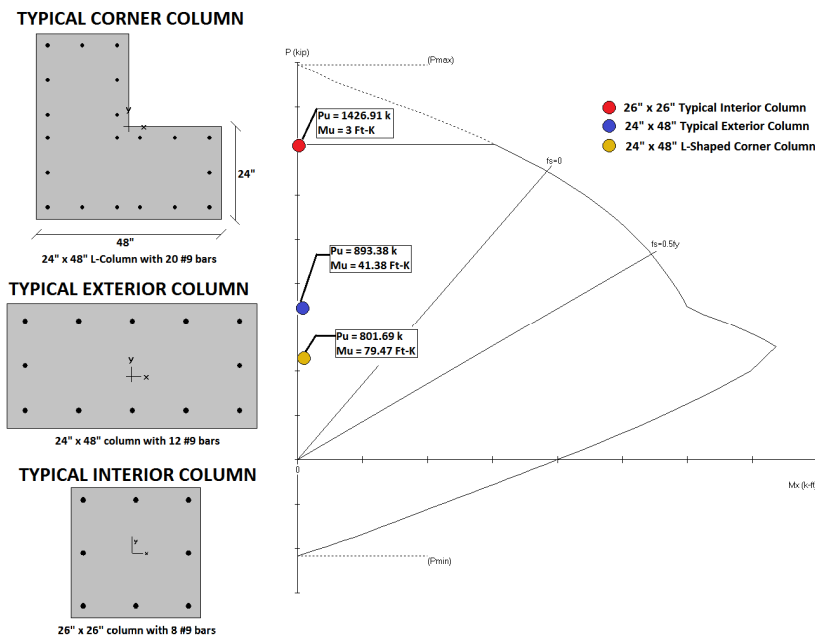 TYPICAL CORNER COLUMN
y
x
24"
48"
24" x 48" L-Column with 20 #9 bars
TYPICAL EXTERIOR COLUMN
y
x
24" x 48" column with 12 #9 bars
TYPICAL INTERIOR COLUMN
y
x
26" x 26" column with 8 #9 bars
P (kip)
(Pmax)
Pu = 1426.91 k
Mu = 3 Ft-K
fs=0
fs=0.5fy
Pu = 893.38 k
Mu = 41.38 Ft-K
Pu = 801.69 k
Mu = 79.47 Ft-K
0
Mx (k-ft
(Pmin)
26" x 26" Typical Interior Column
24" x 48" Typical Exterior Column
24" x 48" L-Shaped Corner Column